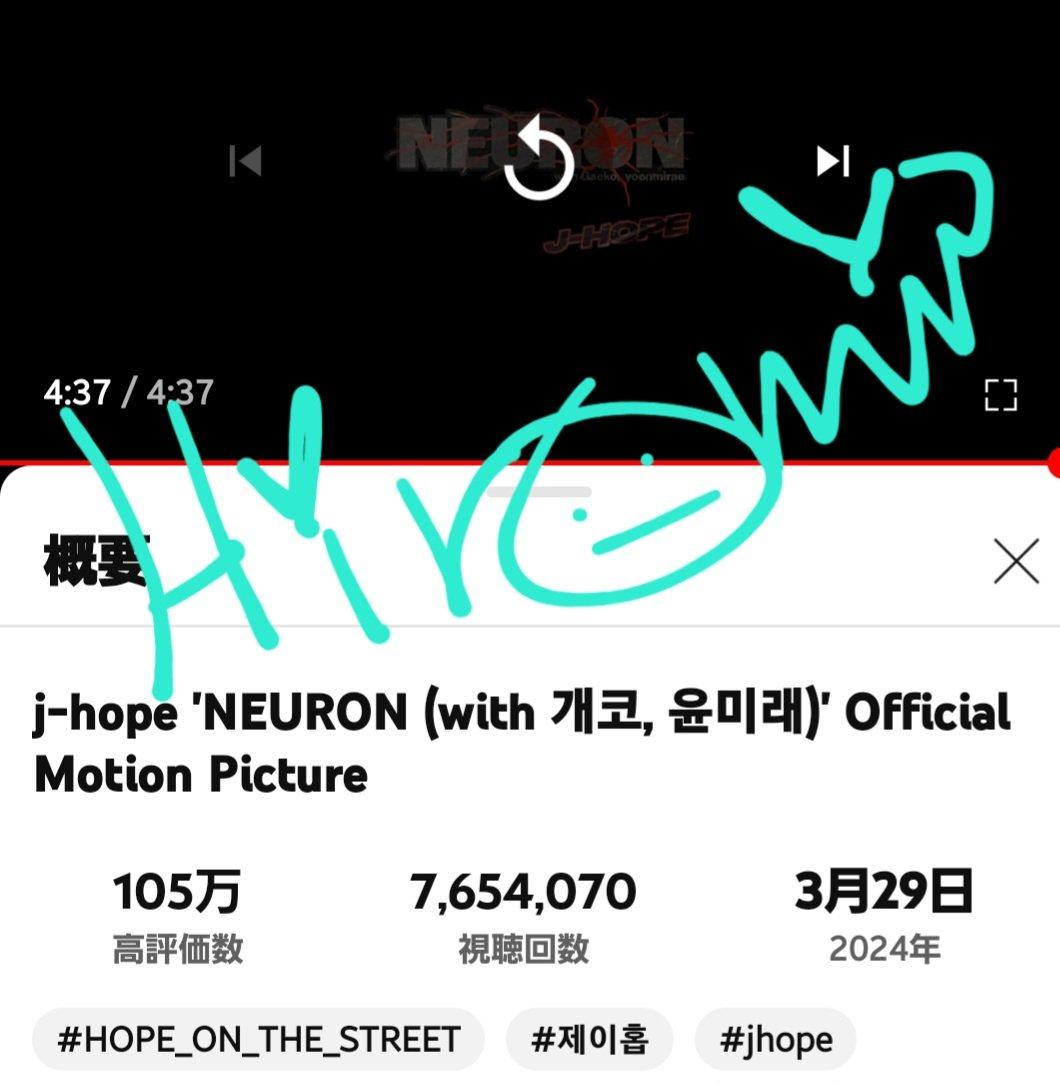 NEURON
with Gaeko, yoonmirae
J-HOPE
4:37 / 4:37
概要
j-hope 'NEURON (with 개코, 윤미래)' Official
Motion Picture
105万 7,654,070 3月29日
高評価数 視聴回数 2024年
#HOPE_ON_THE_STREET #제이홉 #jhope